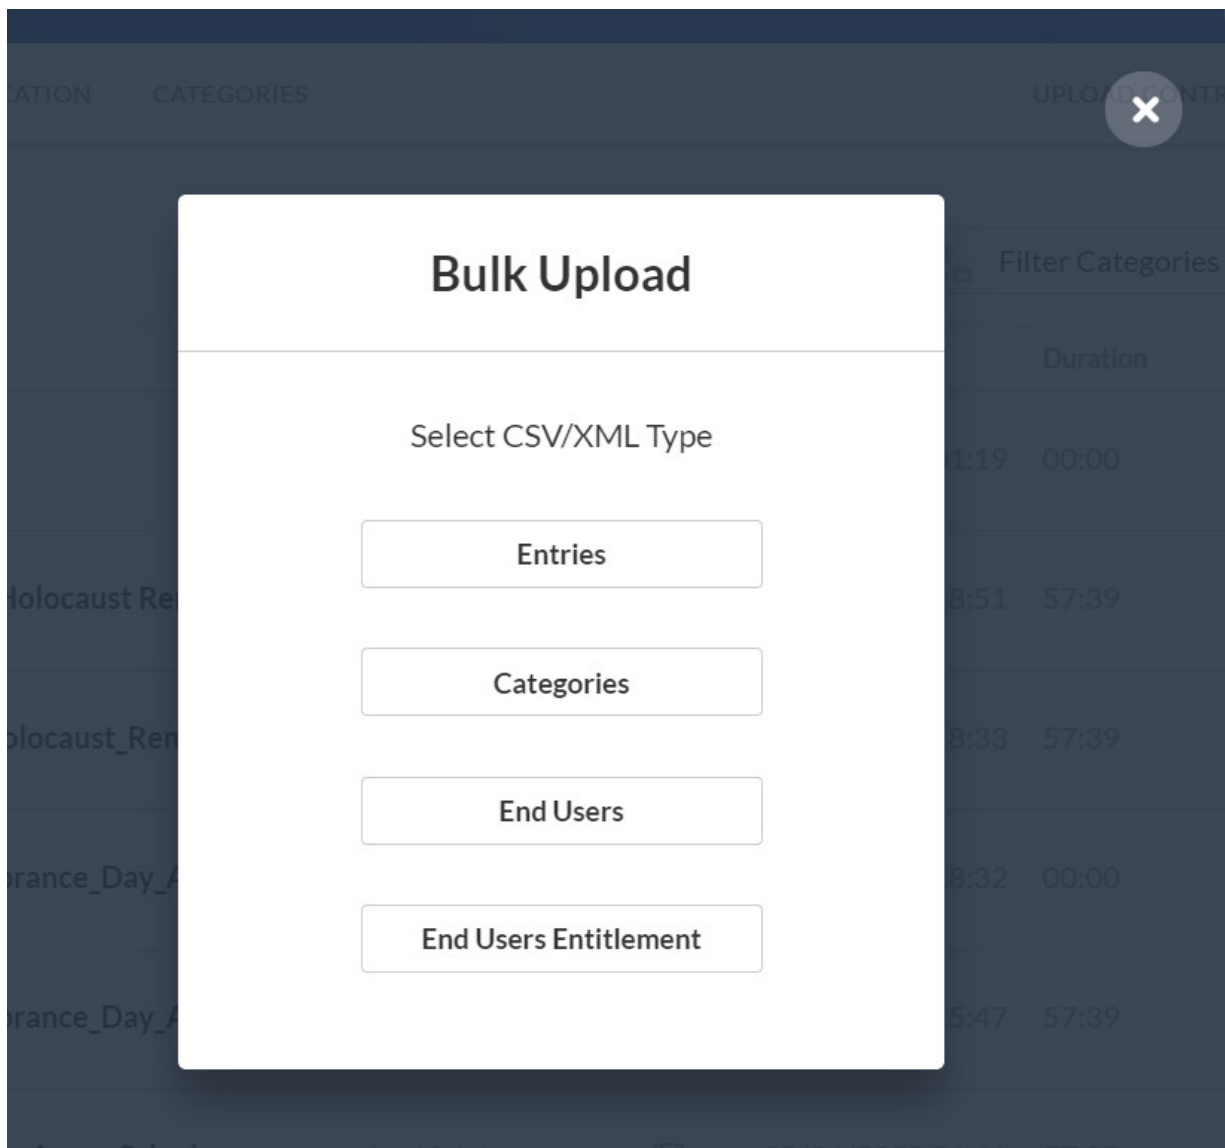 CATEGORIES
Bulk Upload
Filter Categories
Duration
Select CSV/XML Type
00:00
Entries
Holocaust
57:39
Categories
57:39
End Users
00:00
End Users Entitlement
57:39